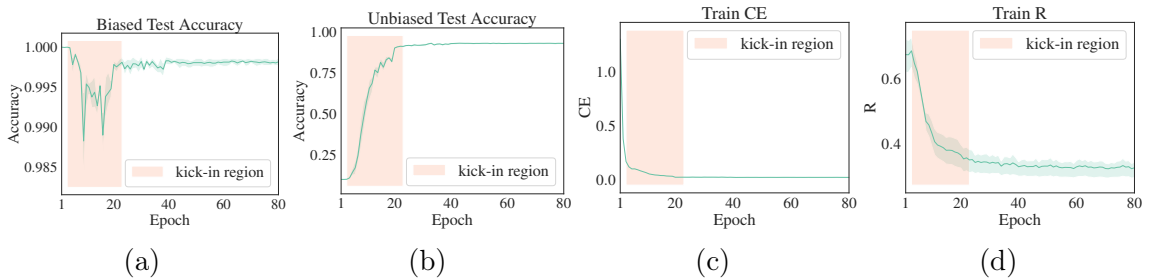 Biased Test Accuracy
Accuracy
1.000
0.995
0.990
0.985
kick-in region
1 20 40 60 80
Epoch
(a)
Unbiased Test Accuracy
Accuracy
1.00
0.75
0.50
0.25
kick-in region
1 20 40 60 80
Epoch
(b)
Train CE
CE
kick-in region
1.0
0.5
0.0
1 20 40 60 80
Epoch
(c)
Train R
R
kick-in region
0.6
0.4
1 20 40 60 80
Epoch
(d)